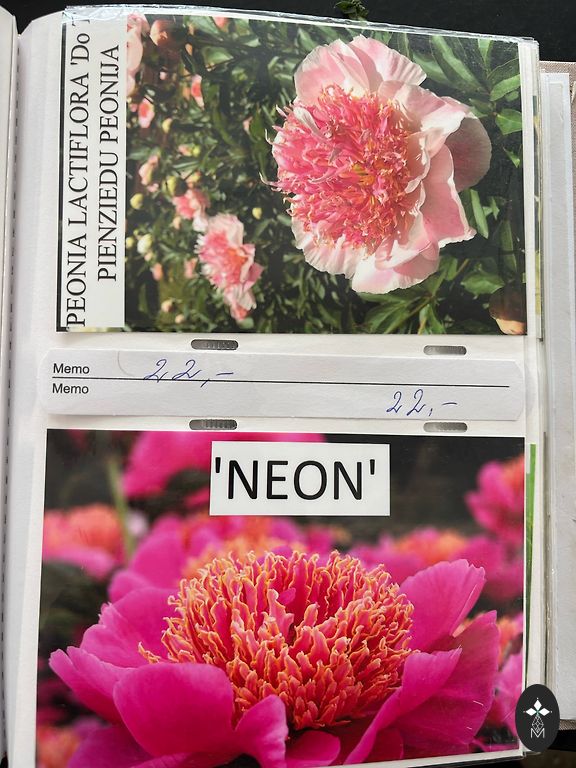 PEONIA LACTIFLORA 'Do T
PIENZIEDU PEONIJA
Memo 22,-
Memo 22,-
'NEON'
M